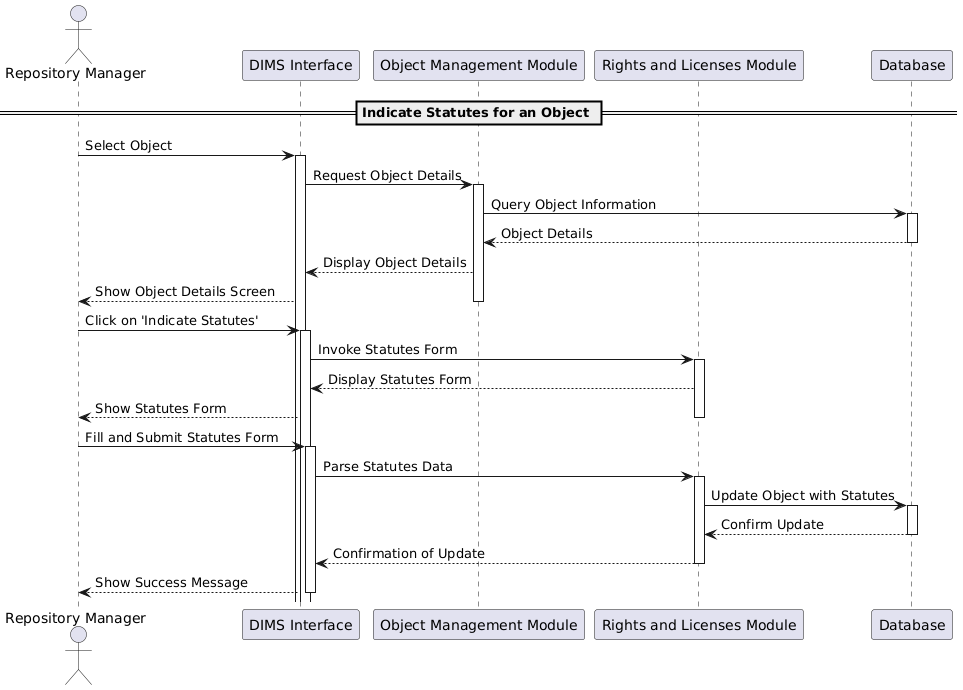 Repository Manager
DIMS Interface
Object Management Module
Rights and Licenses Module
Database
Indicate Statutes for an Object
Select Object
Request Object Details
Query Object Information
Object Details
Display Object Details
Show Object Details Screen
Click on 'Indicate Statutes'
Invoke Statutes Form
Display Statutes Form
Show Statutes Form
Fill and Submit Statutes Form
Parse Statutes Data
Update Object with Statutes
Confirm Update
Confirmation of Update
Show Success Message
Repository Manager
DIMS Interface
Object Management Module
Rights and Licenses Module
Database